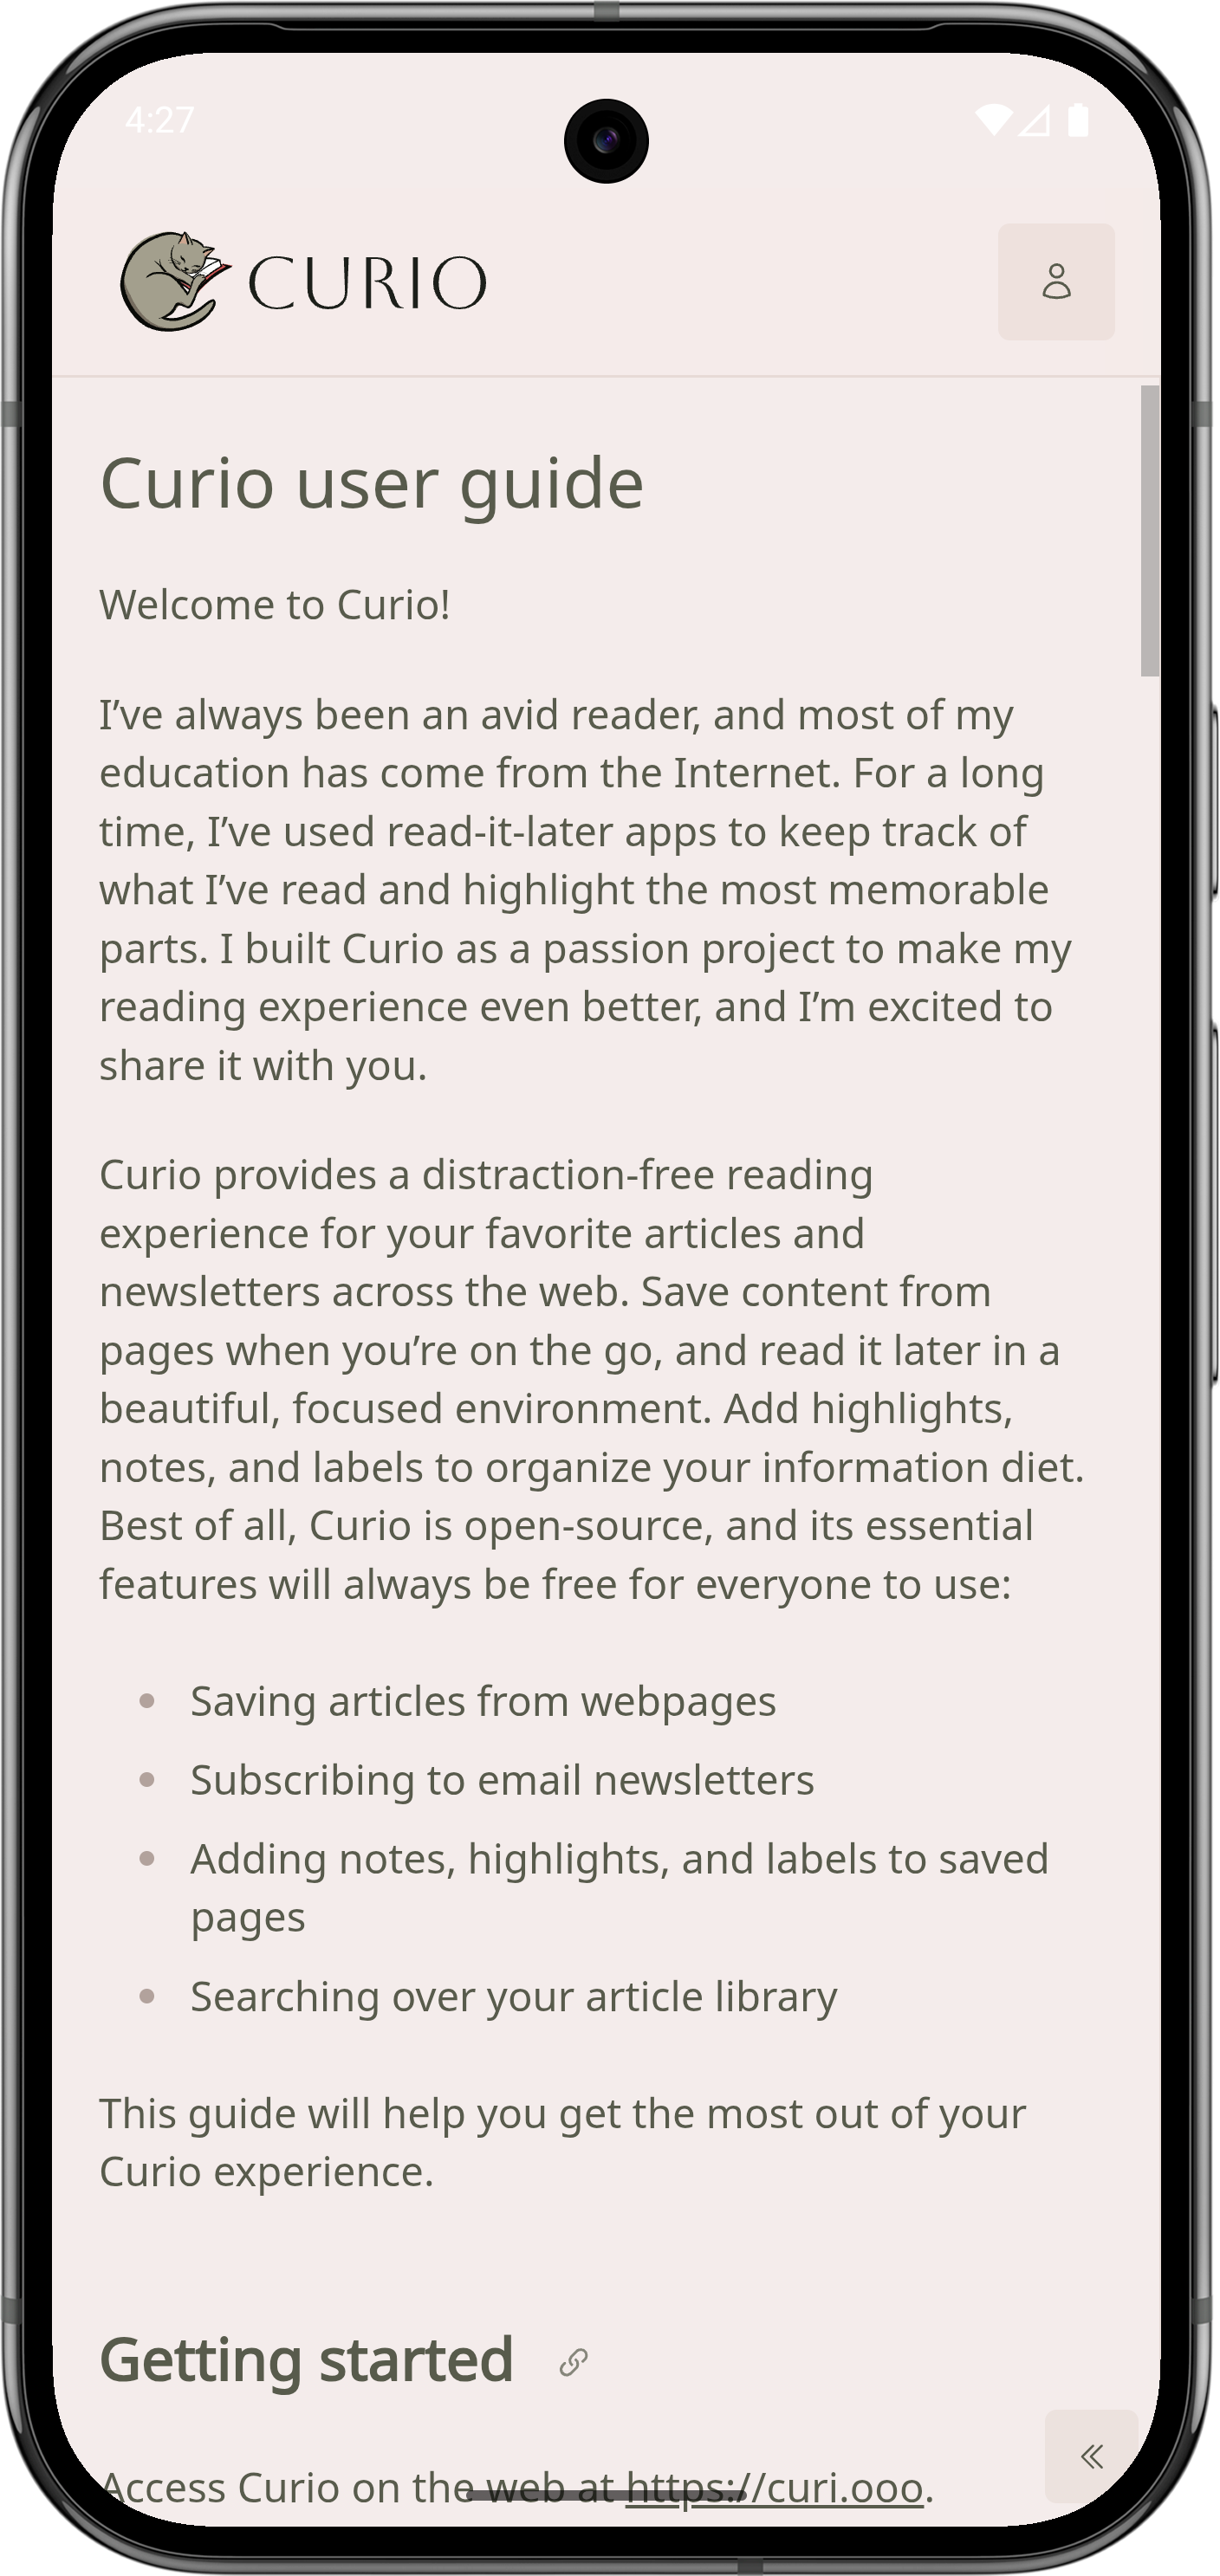 4:27
CURIO
Curio user guide
Welcome to Curio!
I’ve always been an avid reader, and most of my
education has come from the Internet. For a long
time, I’ve used read-it-later apps to keep track of
what I’ve read and highlight the most memorable
parts. I built Curio as a passion project to make my
reading experience even better, and I’m excited to
share it with you.
Curio provides a distraction-free reading
experience for your favorite articles and
newsletters across the web. Save content from
pages when you’re on the go, and read it later in a
beautiful, focused environment. Add highlights,
notes, and labels to organize your information diet.
Best of all, Curio is open-source, and its essential
features will always be free for everyone to use:
Saving articles from webpages
Subscribing to email newsletters
Adding notes, highlights, and labels to saved
pages
Searching over your article library
This guide will help you get the most out of your
Curio experience.
Getting started
Access Curio on the web at https://curi.ooo.